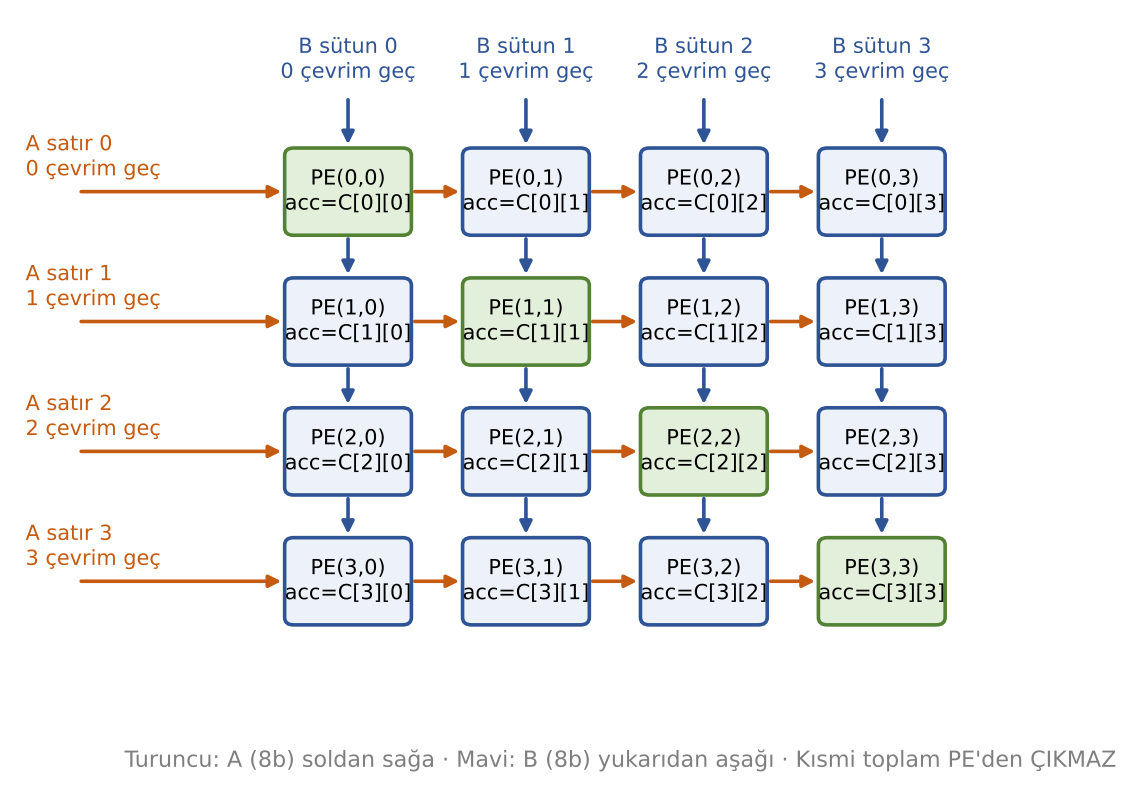 B sütun 0
0 çevrim geç
B sütun 1
1 çevrim geç
B sütun 2
2 çevrim geç
B sütun 3
3 çevrim geç
A satır 0
0 çevrim geç
PE(0,0)
acc=C[0][0]
PE(0,1)
acc=C[0][1]
PE(0,2)
acc=C[0][2]
PE(0,3)
acc=C[0][3]
A satır 1
1 çevrim geç
PE(1,0)
acc=C[1][0]
PE(1,1)
acc=C[1][1]
PE(1,2)
acc=C[1][2]
PE(1,3)
acc=C[1][3]
A satır 2
2 çevrim geç
PE(2,0)
acc=C[2][0]
PE(2,1)
acc=C[2][1]
PE(2,2)
acc=C[2][2]
PE(2,3)
acc=C[2][3]
A satır 3
3 çevrim geç
PE(3,0)
acc=C[3][0]
PE(3,1)
acc=C[3][1]
PE(3,2)
acc=C[3][2]
PE(3,3)
acc=C[3][3]
Turuncu: A (8b) soldan sağa · Mavi: B (8b) yukarıdan aşağı · Kısmi toplam PE'den ÇIKMAZ